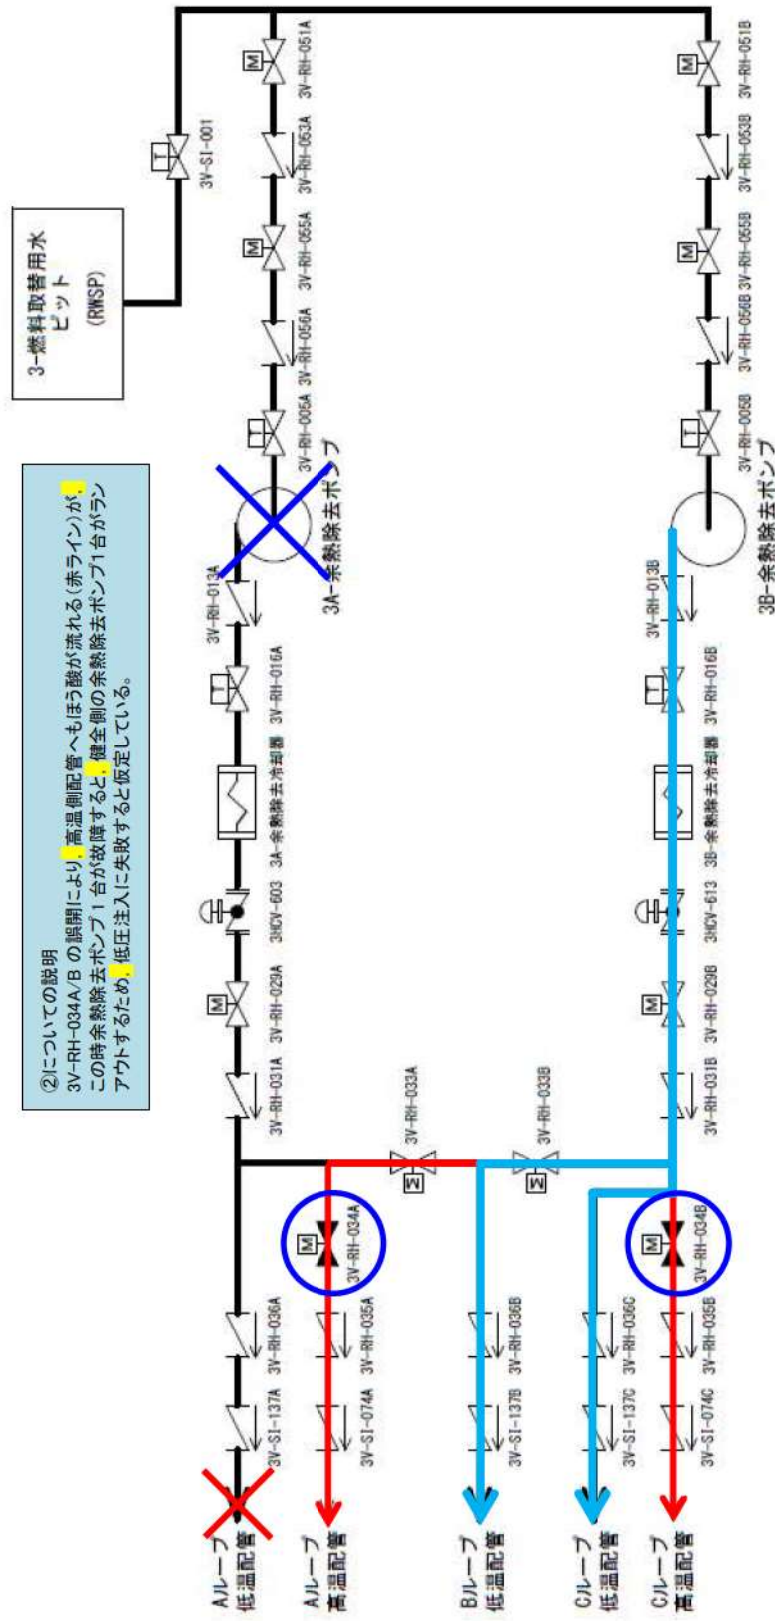 ②についての説明
3V-RH-034A/B の誤開により、高温側配管へもほう酸が流れる(赤ライン)が、
この時余熱除去ポンプ1台が故障すると、健全側の余熱除去ポンプ1台がラン
アウトするため、低圧注入に失敗すると仮定している。
3-燃料取替用水
ピット
(RWSP)
T
3V-SI-001
Aループ
低温配管
3V-SI-137A
3V-RH-036A
3V-RH-031A
M
3V-RH-029A
3HCV-603
3A-余熱除去冷却器
T
3V-RH-016A
3V-RH-013A
3A-余熱除去ポンプ
T
3V-RH-005A
3V-RH-056A
M
3V-RH-055A
3V-RH-053A
M
3V-RH-051A
Aループ
高温配管
3V-SI-074A
3V-RH-035A
M
3V-RH-034A
M
3V-RH-033A
Bループ
低温配管
3V-SI-137B
3V-RH-036B
M
3V-RH-033B
Cループ
低温配管
3V-SI-137C
3V-RH-036C
Cループ
高温配管
3V-SI-074C
3V-RH-035B
M
3V-RH-034B
3V-RH-031B
M
3V-RH-029B
3HCV-613
3B-余熱除去冷却器
T
3V-RH-016B
3V-RH-013B
3B-余熱除去ポンプ
T
3V-RH-005B
3V-RH-056B
M
3V-RH-055B
3V-RH-053B
M
3V-RH-051B